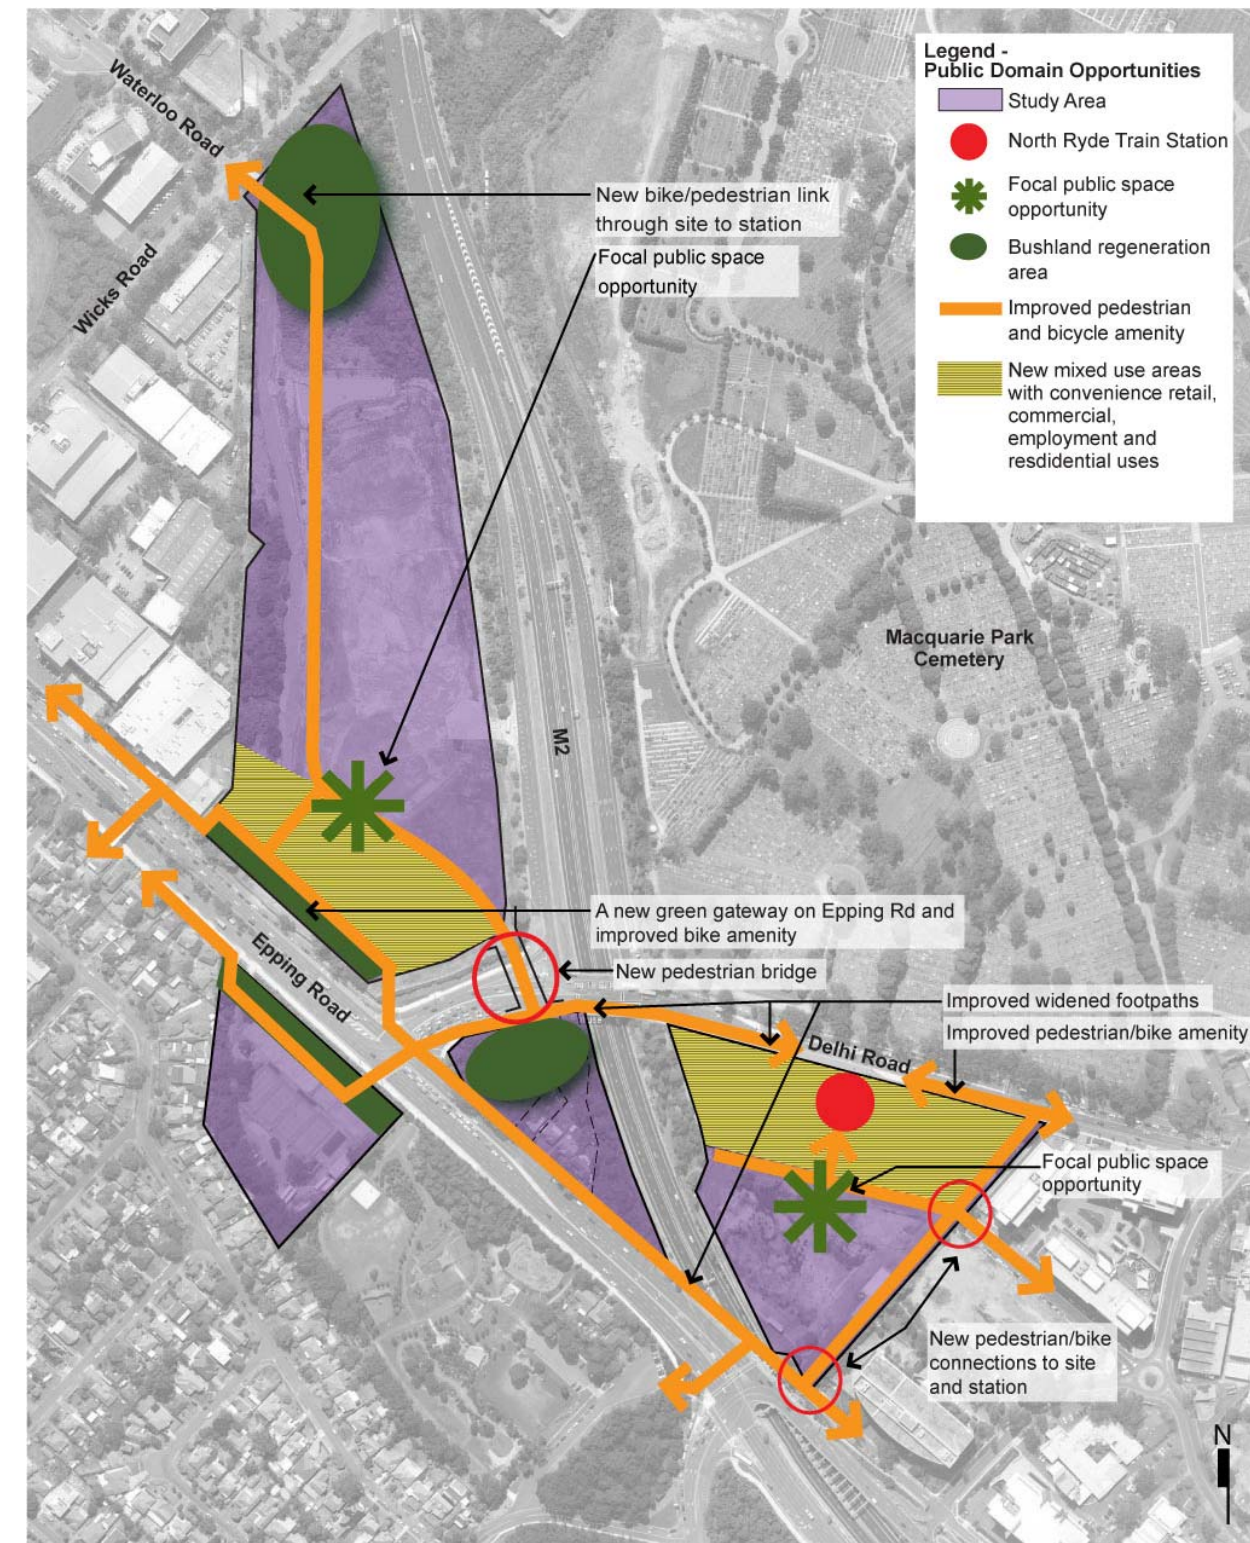 Legend -
Public Domain Opportunities
Study Area
North Ryde Train Station
Focal public space
opportunity
Bushland regeneration
area
Improved pedestrian
and bicycle amenity
New mixed use areas
with convenience retail,
commercial,
employment and
resdidential uses
Waterloo Road
Wicks Road
New bike/pedestrian link
through site to station
Focal public space
opportunity
Macquarie Park
Cemetery
M2
A new green gateway on Epping Rd and
improved bike amenity
Epping Road
New pedestrian bridge
Improved widened footpaths
Improved pedestrian/bike amenity
Delhi Road
Focal public space
opportunity
New pedestrian/bike
connections to site
and station
N